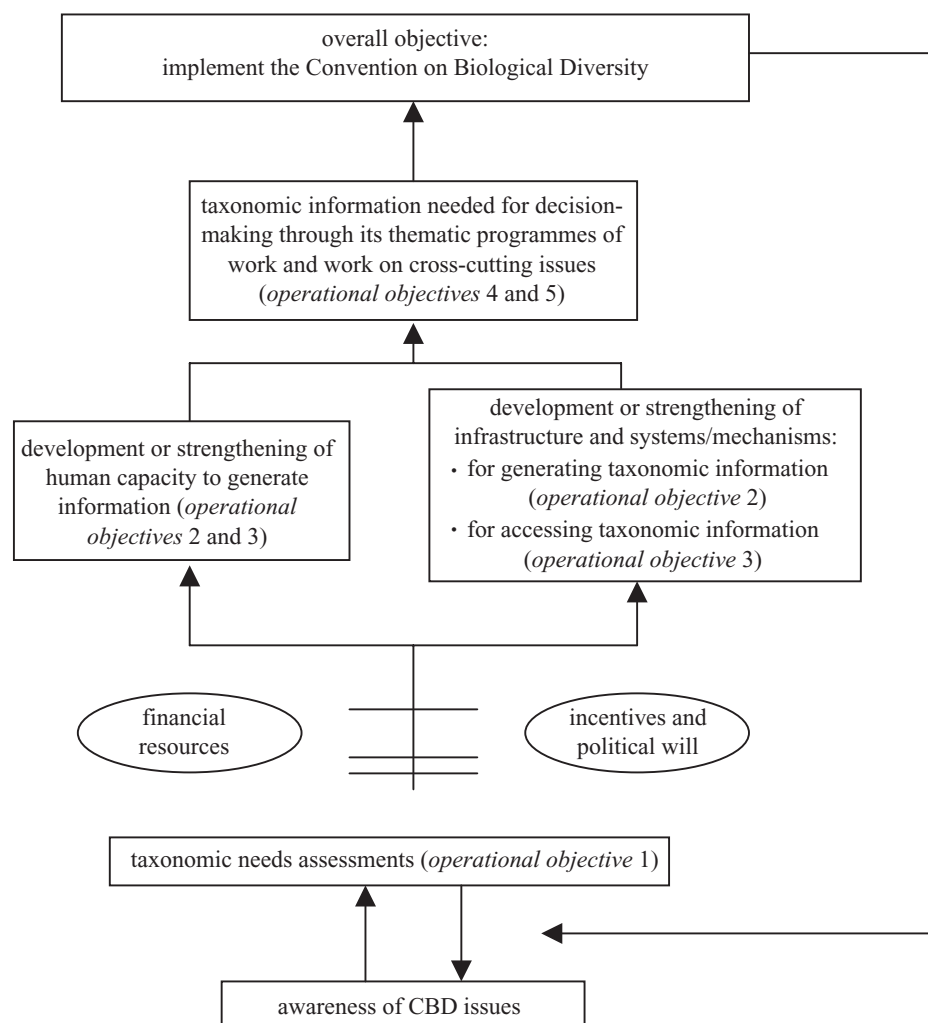 overall objective:
implement the Convention on Biological Diversity
taxonomic information needed for decision-
making through its thematic programmes of
work and work on cross-cutting issues
(operational objectives 4 and 5)
development or strengthening of
human capacity to generate
information (operational
objectives 2 and 3)
development or strengthening of
infrastructure and systems/mechanisms:
· for generating taxonomic information
(operational objective 2)
· for accessing taxonomic information
(operational objective 3)
financial
resources
incentives and
political will
taxonomic needs assessments (operational objective 1)
awareness of CBD issues